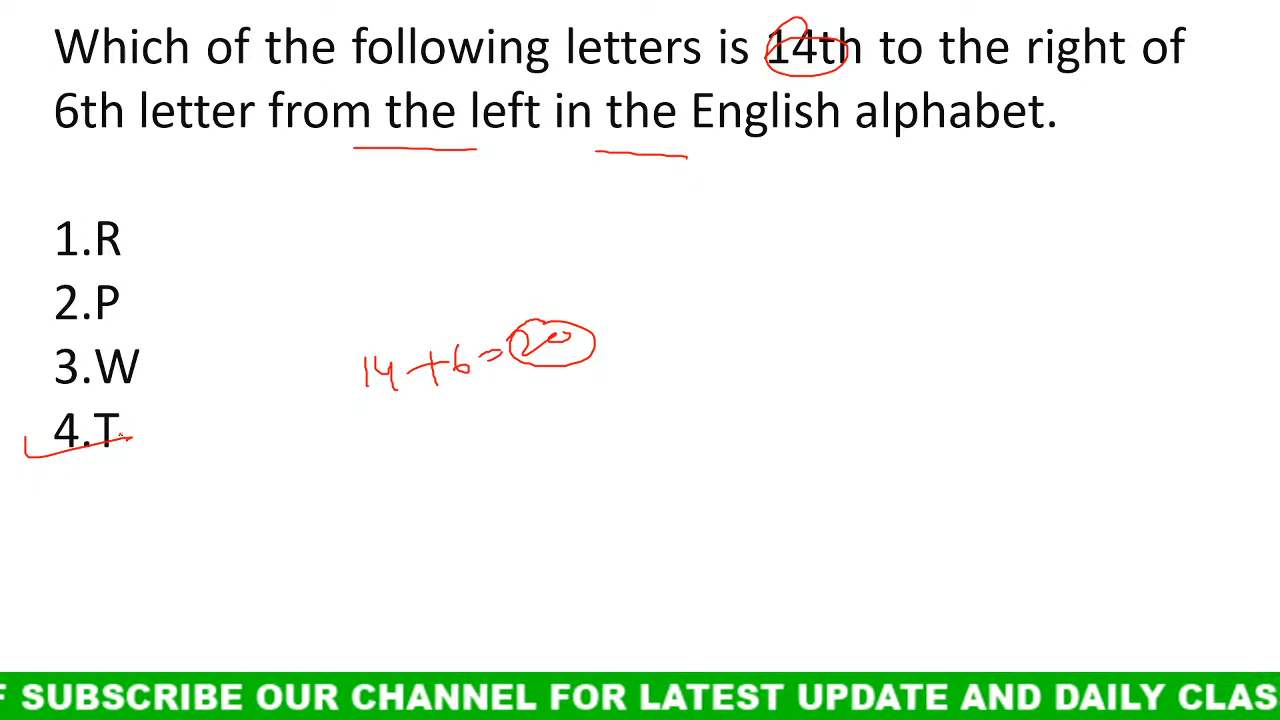 Which of the following letters is 14th to the right of
6th letter from the left in the English alphabet.
1.R
2.P
3.W
14+6=20
4.T
F SUBSCRIBE OUR CHANNEL FOR LATEST UPDATE AND DAILY CLAS